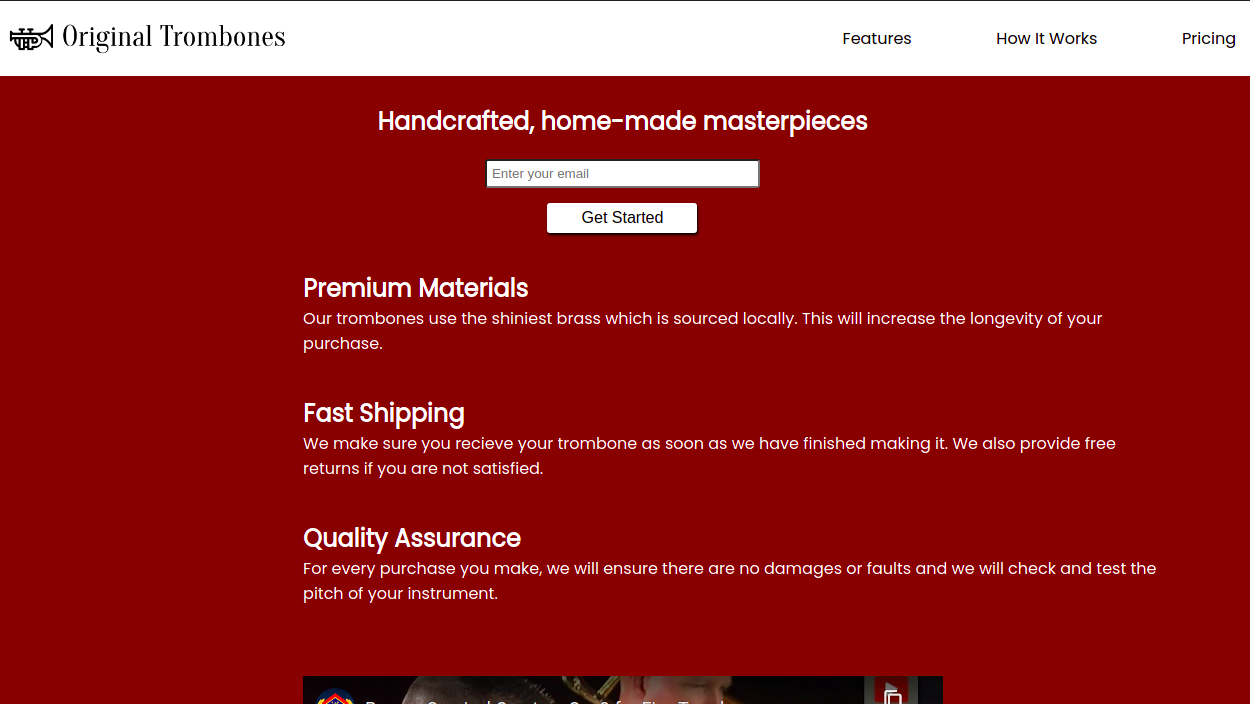 Original Trombones
Features
How It Works
Pricing
Handcrafted, home-made masterpieces
Enter your email
Get Started
Premium Materials
Our trombones use the shiniest brass which is sourced locally. This will increase the longevity of your
purchase.
Fast Shipping
We make sure you recieve your trombone as soon as we have finished making it. We also provide free
returns if you are not satisfied.
Quality Assurance
For every purchase you make, we will ensure there are no damages or faults and we will check and test the
pitch of your instrument.